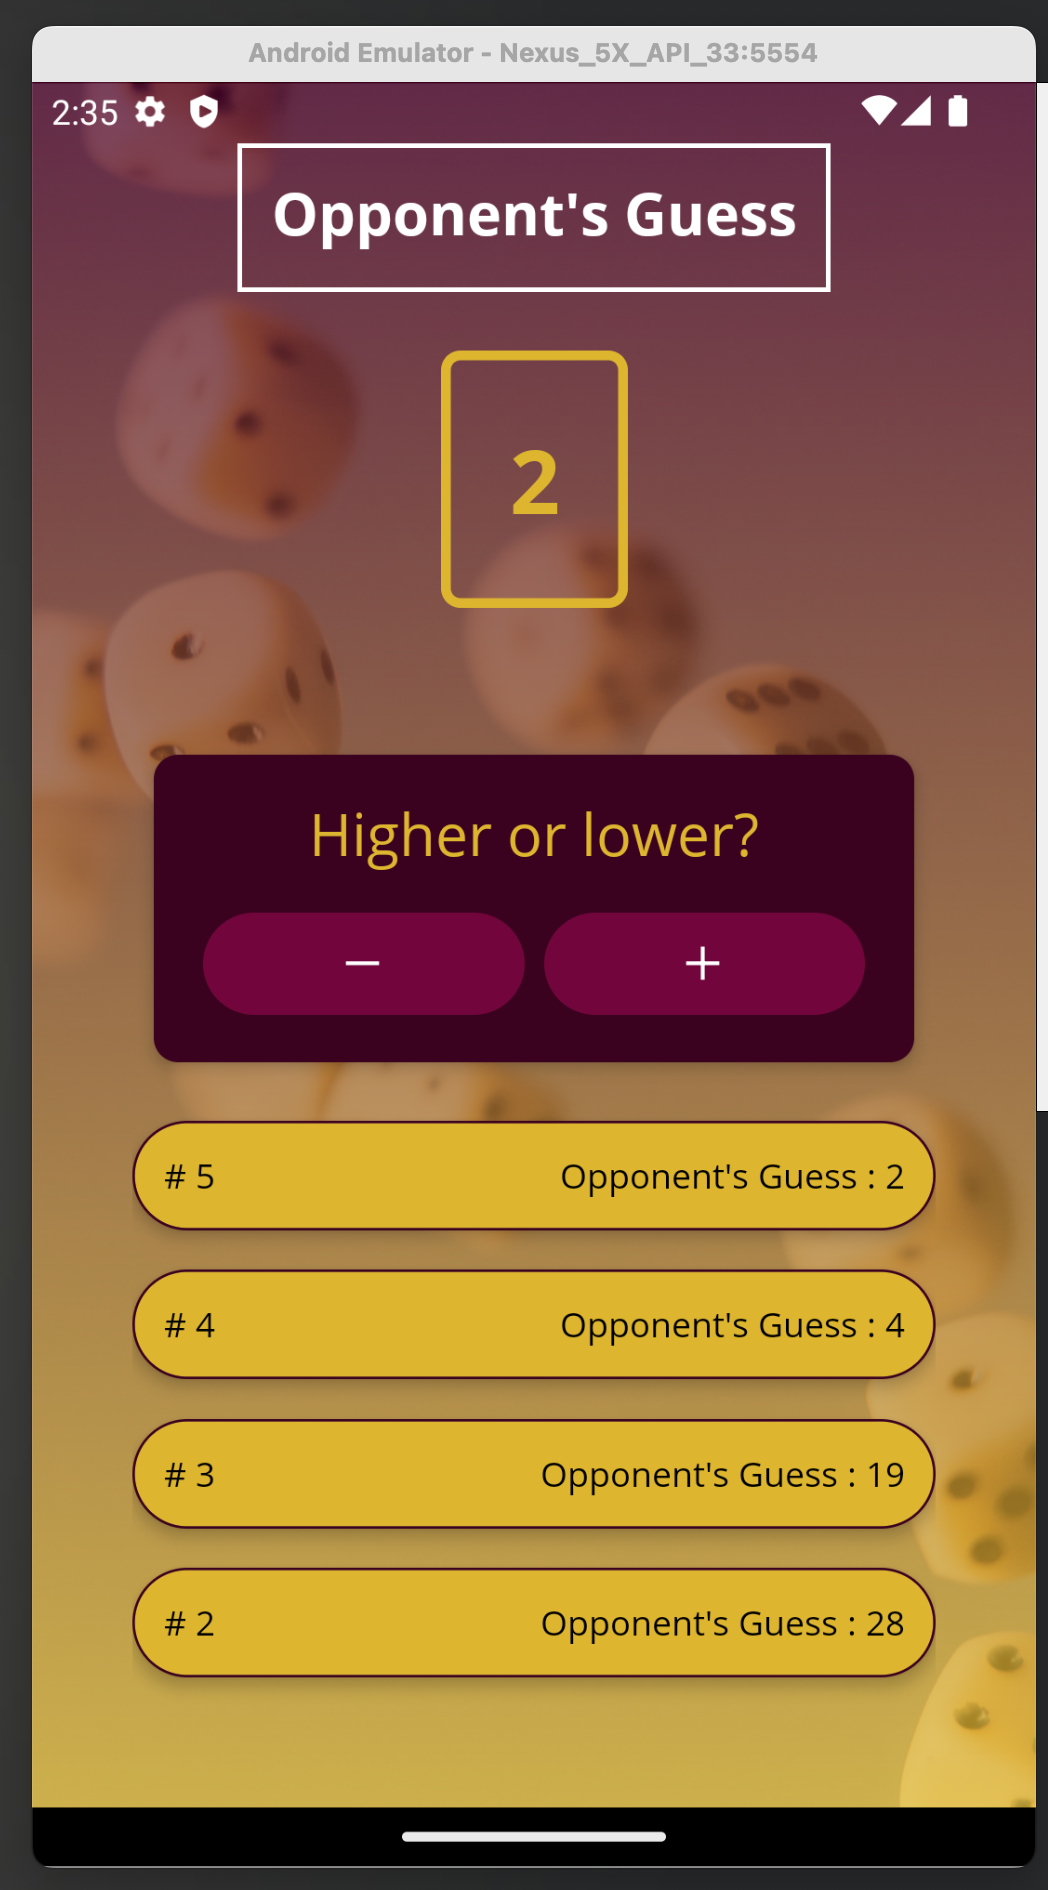 Android Emulator - Nexus_5X_API_33:5554
2:35
Opponent's Guess
2
Higher or lower?
− +
# 5 Opponent's Guess : 2
# 4 Opponent's Guess : 4
# 3 Opponent's Guess : 19
# 2 Opponent's Guess : 28